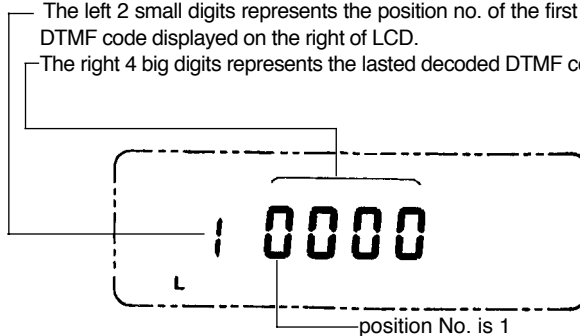 The left 2 small digits represents the position no. of the first
DTMF code displayed on the right of LCD.
The right 4 big digits represents the lasted decoded DTMF
1 0000
L
position No. is 1